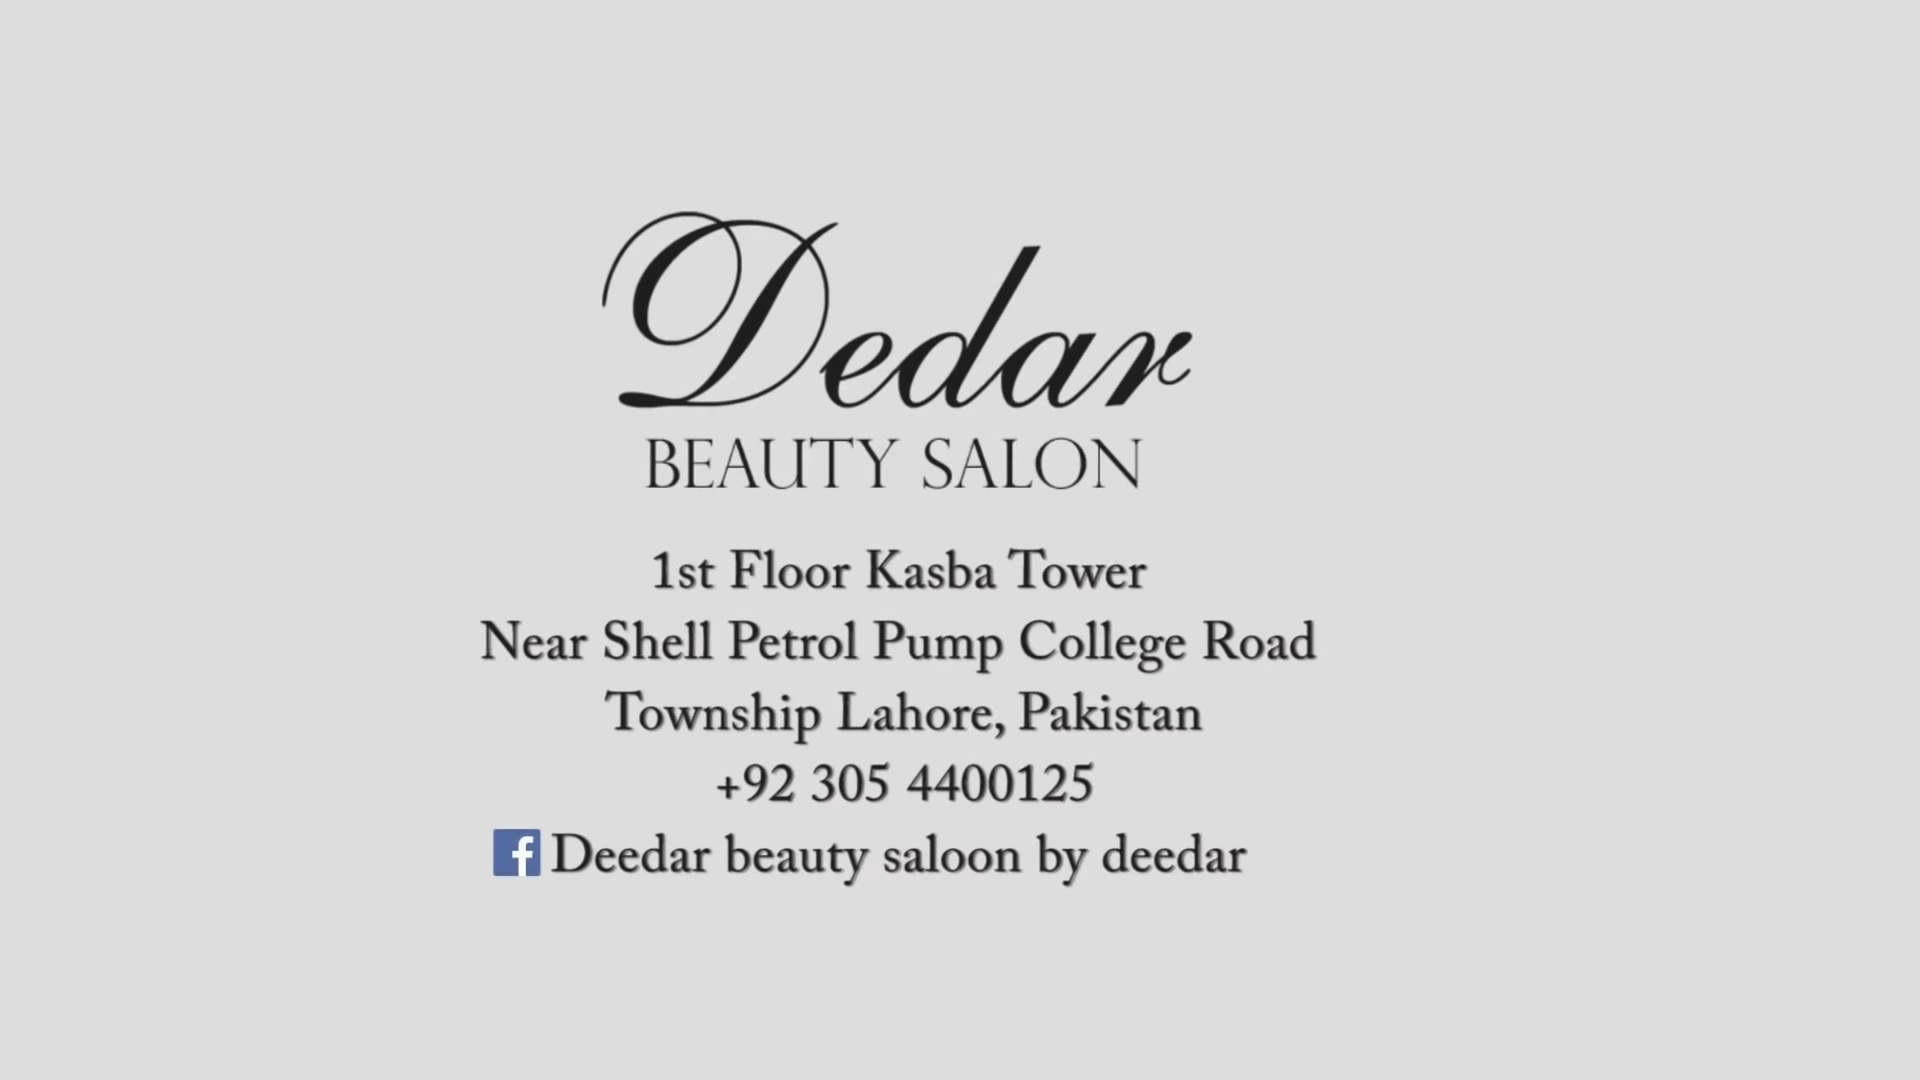 Dedar
BEAUTY SALON
1st Floor Kasba Tower
Near Shell Petrol Pump College Road
Township Lahore, Pakistan
+92 305 4400125
f Deedar beauty saloon by deedar